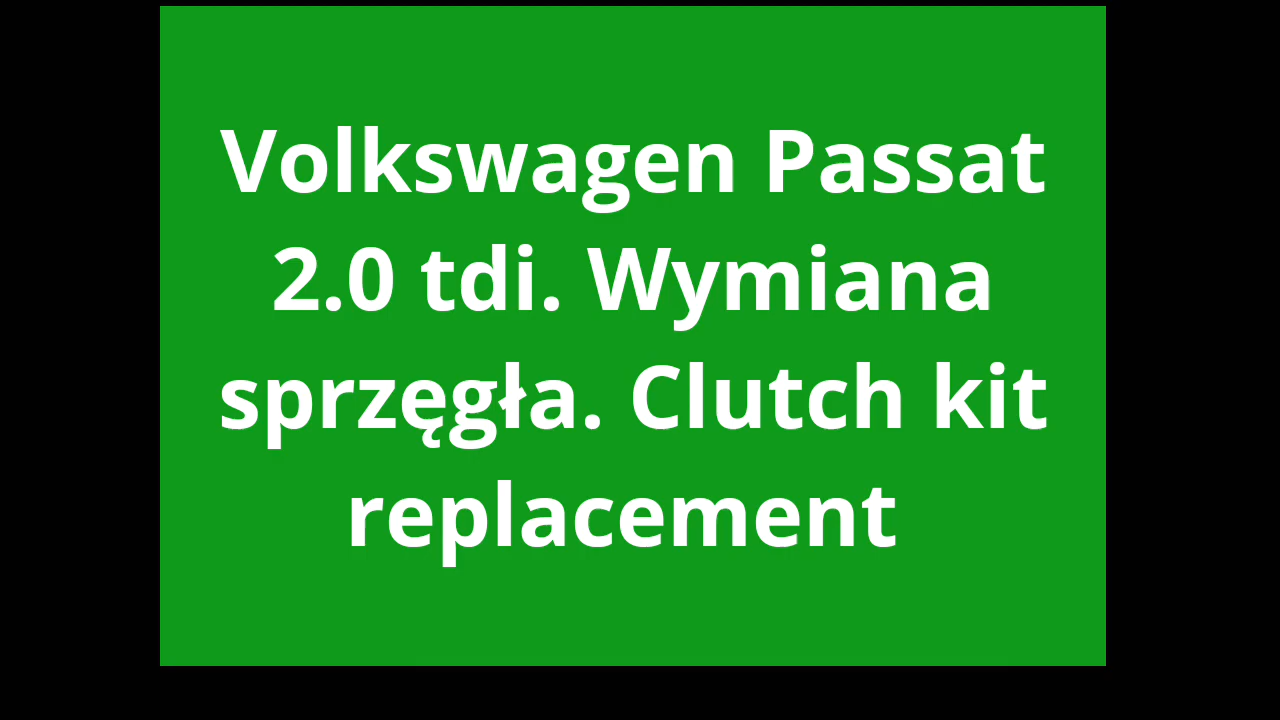 Volkswagen Passat
2.0 tdi. Wymiana
sprzęgła. Clutch kit
replacement